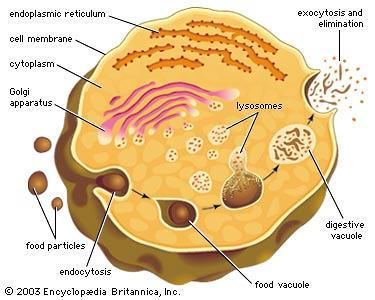 endoplasmic reticulum
cell membrane
cytoplasm
Golgi
apparatus
exocytosis and
elimination
lysosomes
digestive
vacuole
food particles
endocytosis
food vacuole
© 2003 Encyclopædia Britannica, Inc.